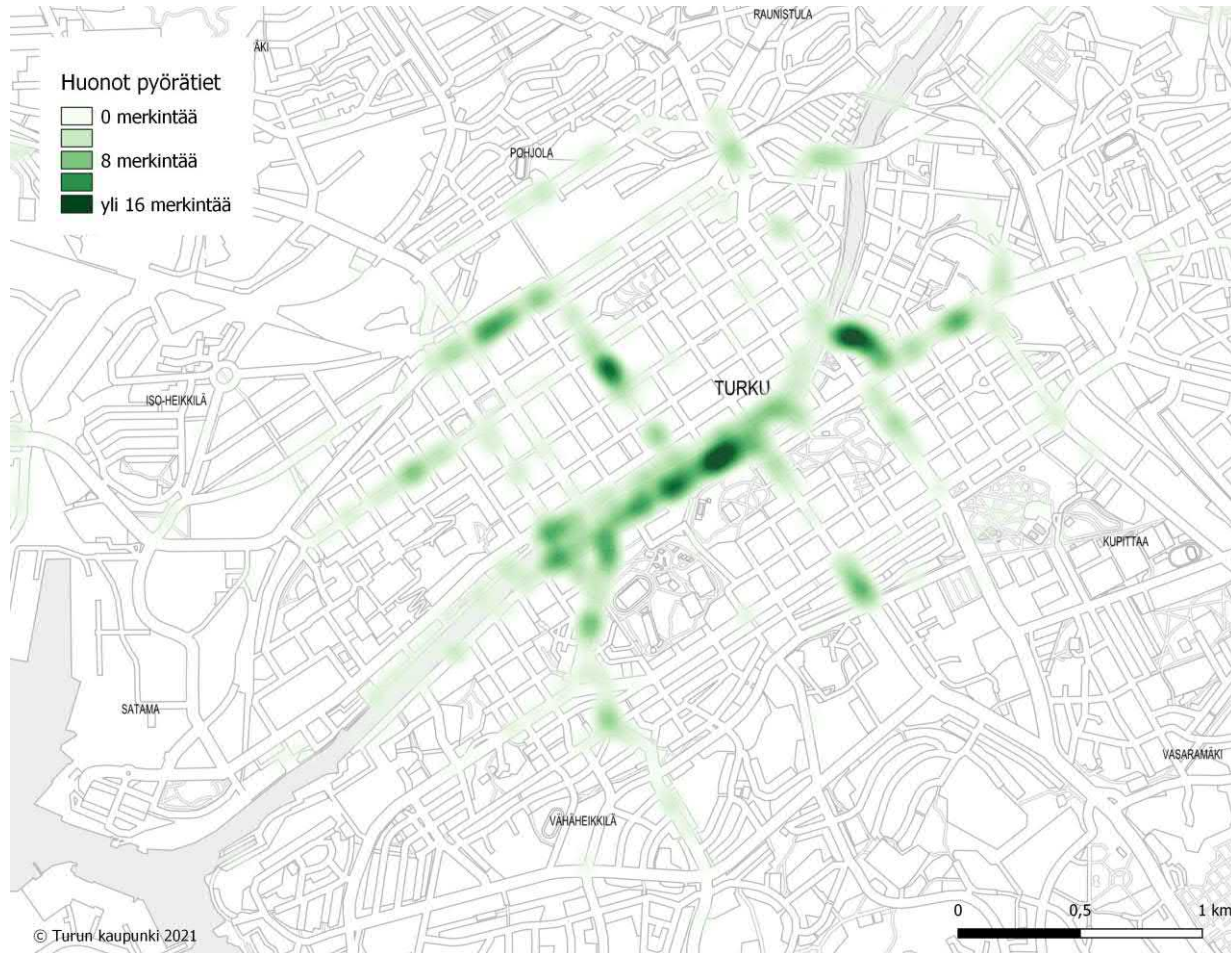 RAUNISTULA
ÄKI
Huonot pyörätiet
0 merkintää
8 merkintää
yli 16 merkintää
POHJOLA
TURKU
ISO-HEIKKILÄ
KUPITTAA
SATAMA
VASARAMÄKI
VÄHÄHEIKKILÄ
0 0,5 1 km
© Turun kaupunki 2021